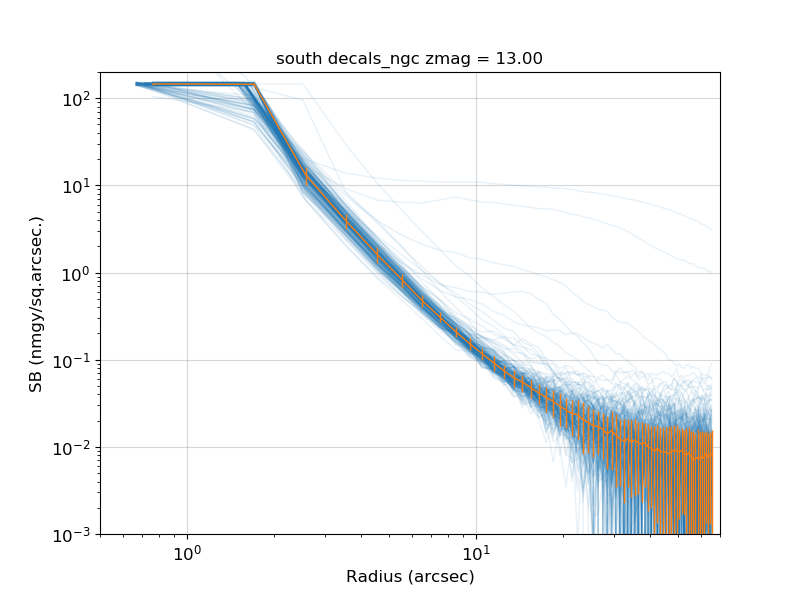 south decals_ngc zmag = 13.00
SB (nmgy/sq.arcsec.)
10²
10¹
10⁰
10⁻¹
10⁻²
10⁻³
10⁰
10¹
Radius (arcsec)